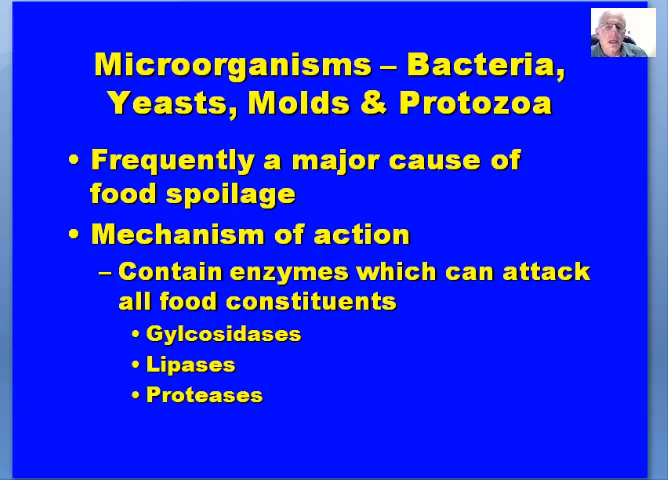 Microorganisms – Bacteria,
Yeasts, Molds & Protozoa
• Frequently a major cause of
food spoilage
• Mechanism of action
– Contain enzymes which can attack
all food constituents
• Gylcosidases
• Lipases
• Proteases